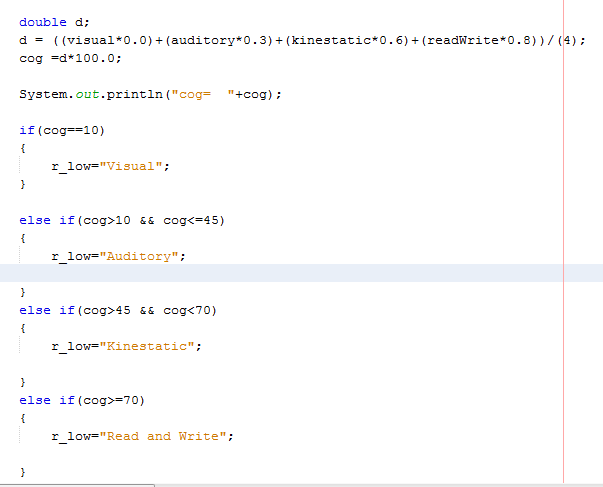 double d;
d = ((visual*0.0)+(auditory*0.3)+(kinestatic*0.6)+(readWrite*0.8))/(4);
cog =d*100.0;
System.out.println("cog=  "+cog);
if(cog==10)
{
r_low="Visual";
}
else if(cog>10 && cog<=45)
{
r_low="Auditory";
}
else if(cog>45 && cog<70)
{
r_low="Kinestatic";
}
else if(cog>=70)
{
r_low="Read and Write";
}